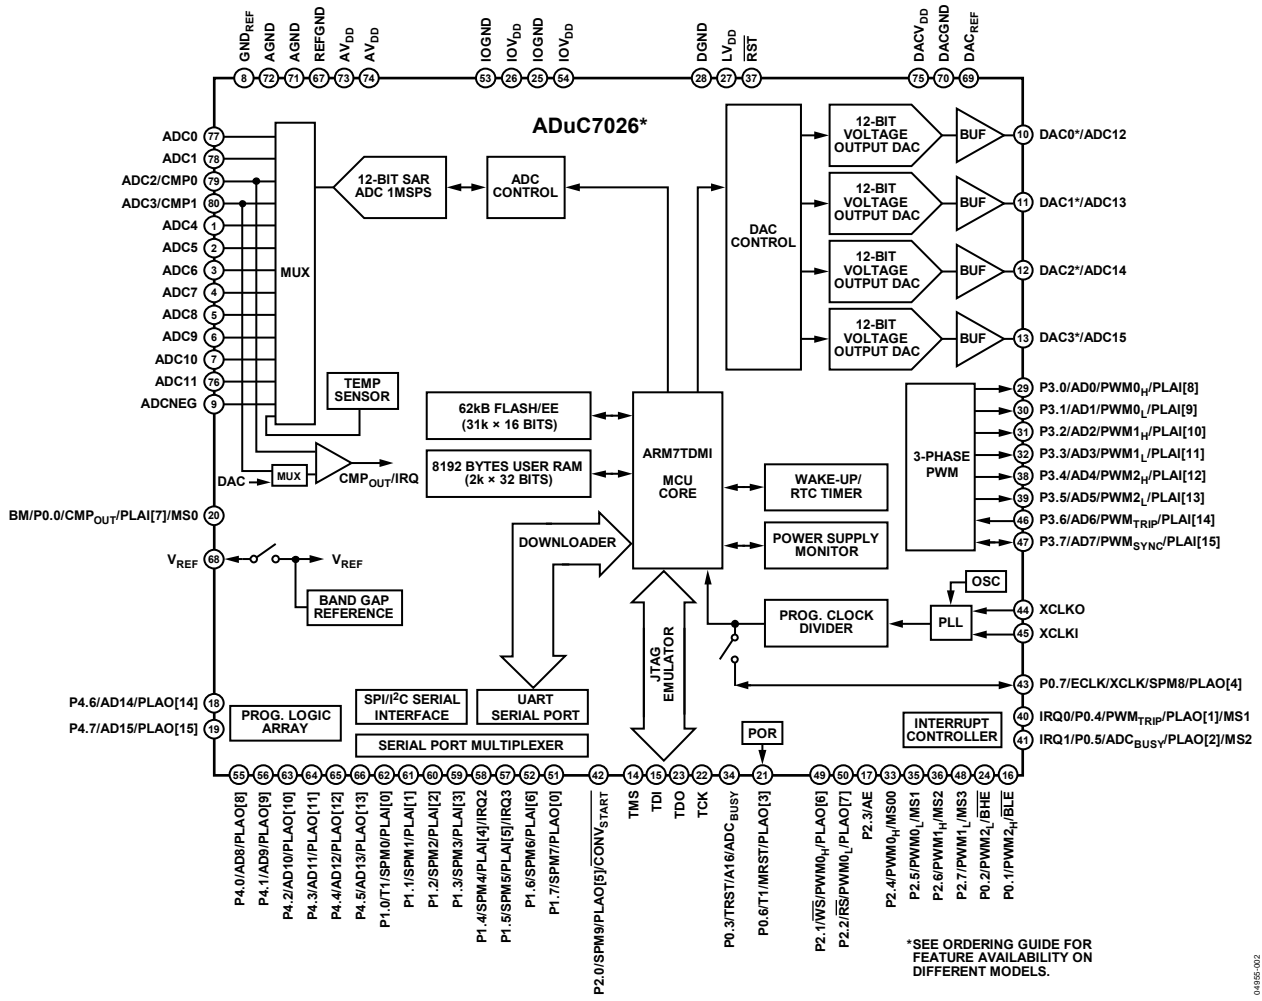 GNDREF
AGND
AGND
REFGND
AVDD
AVDD
IOGND
IOVDD
IOGND
IOVDD
DGND
LVDD
RST
DACVDD
DACGND
DACREF
8
72
71
67
73
74
53
26
25
54
28
27
37
75
70
69
ADuC7026*
ADC0
77
ADC1
78
ADC2/CMP0
79
ADC3/CMP1
80
ADC4
1
ADC5
2
ADC6
3
ADC7
4
ADC8
5
ADC9
6
ADC10
7
ADC11
76
ADCNEG
9
MUX
12-BIT SAR
ADC 1MSPS
ADC
CONTROL
TEMP
SENSOR
DAC
MUX
CMPOUT/IRQ
DAC
CONTROL
12-BIT
VOLTAGE
OUTPUT DAC
BUF
10
DAC0*/ADC12
12-BIT
VOLTAGE
OUTPUT DAC
BUF
11
DAC1*/ADC13
12-BIT
VOLTAGE
OUTPUT DAC
BUF
12
DAC2*/ADC14
12-BIT
VOLTAGE
OUTPUT DAC
BUF
13
DAC3*/ADC15
62kB FLASH/EE
(31k × 16 BITS)
8192 BYTES USER RAM
(2k × 32 BITS)
ARM7TDMI
MCU
CORE
WAKE-UP/
RTC TIMER
POWER SUPPLY
MONITOR
3-PHASE
PWM
29
P3.0/AD0/PWM0H/PLAI[8]
30
P3.1/AD1/PWM0L/PLAI[9]
31
P3.2/AD2/PWM1H/PLAI[10]
32
P3.3/AD3/PWM1L/PLAI[11]
38
P3.4/AD4/PWM2H/PLAI[12]
39
P3.5/AD5/PWM2L/PLAI[13]
46
P3.6/AD6/PWMTRIP/PLAI[14]
47
P3.7/AD7/PWMSYNC/PLAI[15]
BM/P0.0/CMPOUT/PLAI[7]/MS0
20
VREF
68
VREF
BAND GAP
REFERENCE
DOWNLOADER
JTAG
EMULATOR
PROG. CLOCK
DIVIDER
OSC
PLL
44
XCLKO
45
XCLKI
43
P0.7/ECLK/XCLK/SPM8/PLAO[4]
40
IRQ0/P0.4/PWMTRIP/PLAO[1]/MS1
41
IRQ1/P0.5/ADCBUSY/PLAO[2]/MS2
INTERRUPT
CONTROLLER
P4.6/AD14/PLAO[14]
18
P4.7/AD15/PLAO[15]
19
PROG. LOGIC
ARRAY
SPI/I2C SERIAL
INTERFACE
UART
SERIAL PORT
SERIAL PORT MULTIPLEXER
POR
55
56
63
64
65
66
62
61
60
59
58
57
52
51
42
14
15
23
22
34
21
49
50
17
33
35
36
48
24
16
P4.0/AD8/PLAO[8]
P4.1/AD9/PLAO[9]
P4.2/AD10/PLAO[10]
P4.3/AD11/PLAO[11]
P4.4/AD12/PLAO[12]
P4.5/AD13/PLAO[13]
P1.0/T1/SPM0/PLAI[0]
P1.1/SPM1/PLAI[1]
P1.2/SPM2/PLAI[2]
P1.3/SPM3/PLAI[3]
P1.4/SPM4/PLAI[4]/IRQ2
P1.5/SPM5/PLAI[5]/IRQ3
P1.6/SPM6/PLAI[6]
P1.7/SPM7/PLAO[0]
P2.0/SPM9/PLAO[5]/CONVSTART
TMS
TDI
TDO
TCK
P0.3/TRST/A16/ADCBUSY
P0.6/T1/MRST/PLAO[3]
P2.1/WS/PWM0H/PLAO[6]
P2.2/RS/PWM0L/PLAO[7]
P2.3/AE
P2.4/PWM0H/MS00
P2.5/PWM0L/MS1
P2.6/PWM1H/MS2
P2.7/PWM1L/MS3
P0.2/PWM2L/BHE
P0.1/PWM2H/BLE
*SEE ORDERING GUIDE FOR
FEATURE AVAILABILITY ON
DIFFERENT MODELS.
04955-002